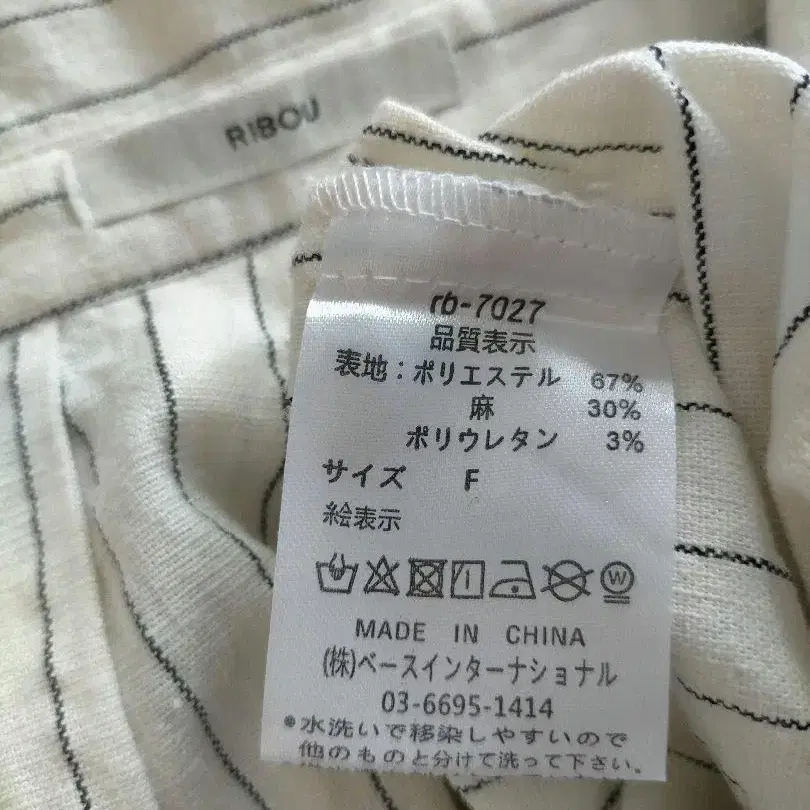 RIBOU
rb-7027
品質表示
表地：ポリエステル 67%
麻 30%
ポリウレタン 3%
サイズ F
絵表示
W
MADE IN CHINA
(株)ベースインターナショナル
03-6695-1414
●水洗いで移染しやすいので
他のものと分けて洗って下さい。